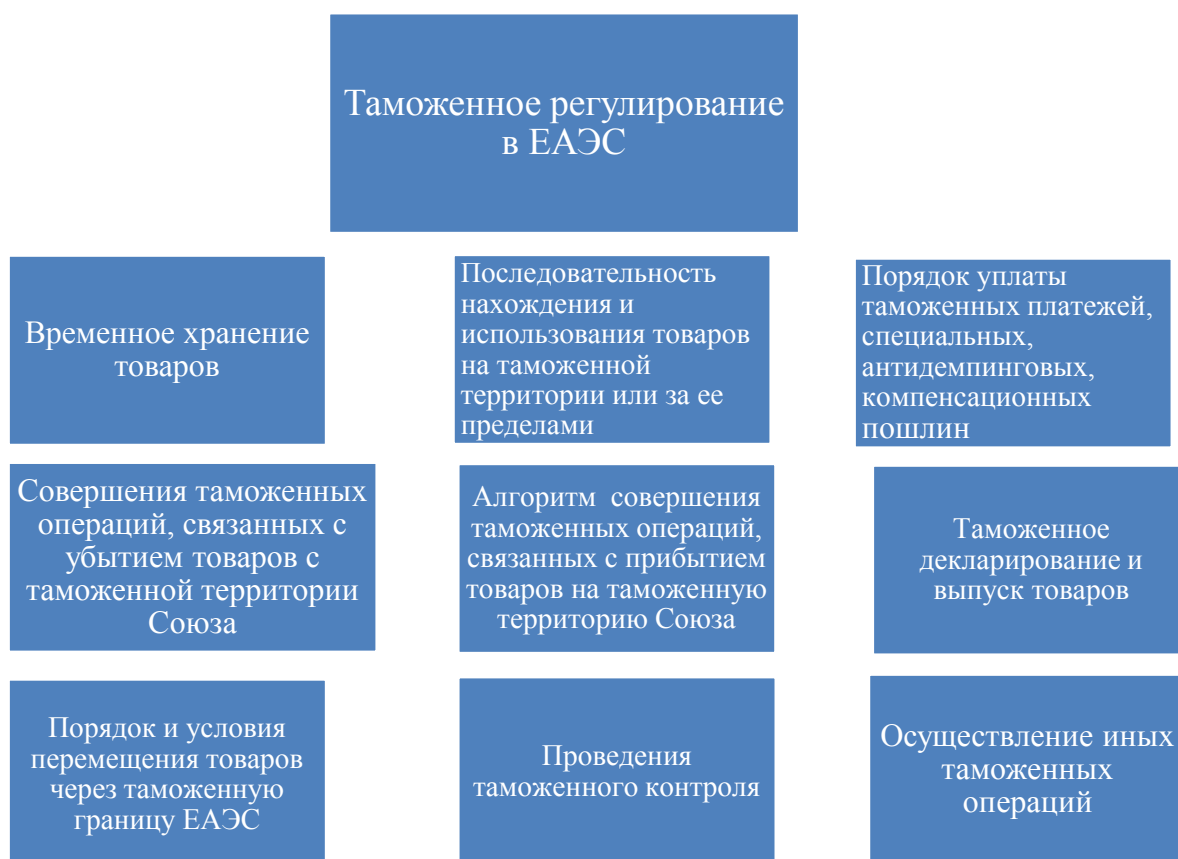 Таможенное регулирование
в ЕАЭС
Временное хранение
товаров
Последовательность
нахождения и
использования товаров
на таможенной
территории или за ее
пределами
Порядок уплаты
таможенных платежей,
специальных,
антидемпинговых,
компенсационных
пошлин
Совершения таможенных
операций, связанных с
убытием товаров с
таможенной территории
Союза
Алгоритм совершения
таможенных операций,
связанных с прибытием
товаров на таможенную
территорию Союза
Таможенное
декларирование и
выпуск товаров
Порядок и условия
перемещения товаров
через таможенную
границу ЕАЭС
Проведения
таможенного контроля
Осуществление иных
таможенных
операций